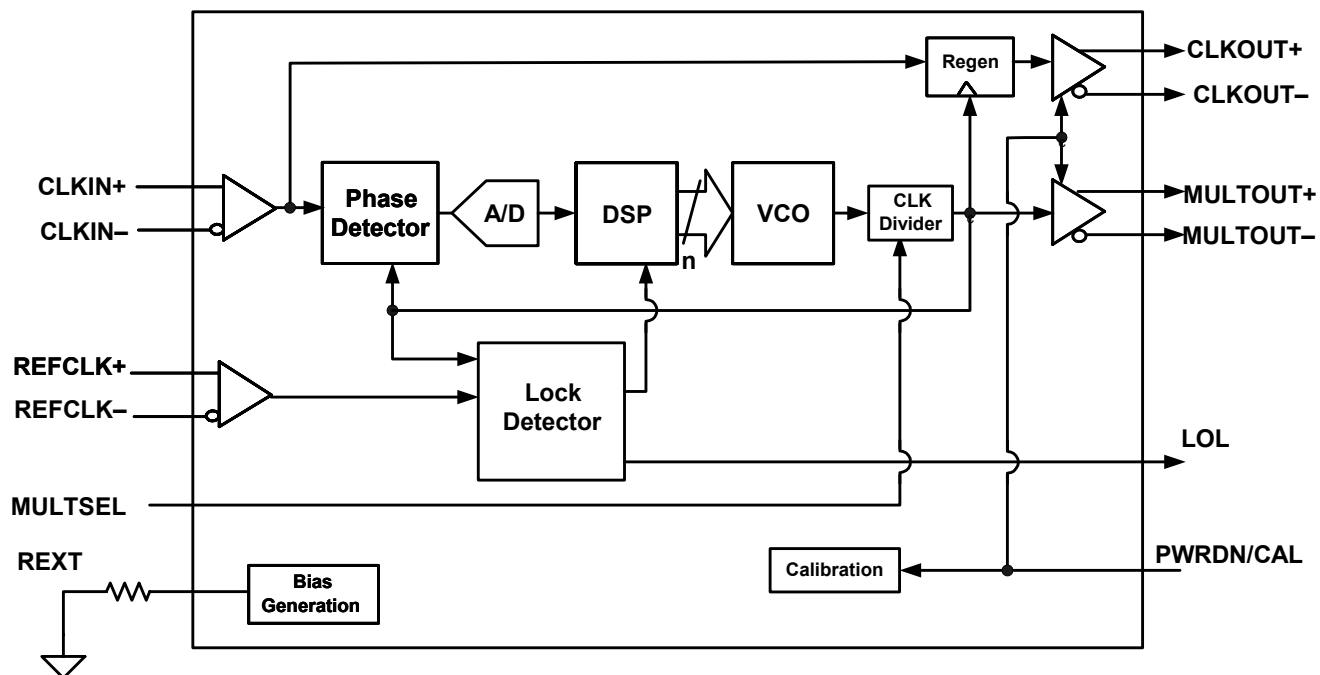 CLKOUT+
Regen
CLKOUT–
CLKIN+
Phase
Detector
A/D
DSP
n
VCO
CLK
Divider
MULTOUT+
CLKIN–
MULTOUT–
REFCLK+
REFCLK–
Lock
Detector
LOL
MULTSEL
REXT
Bias
Generation
Calibration
PWRDN/CAL